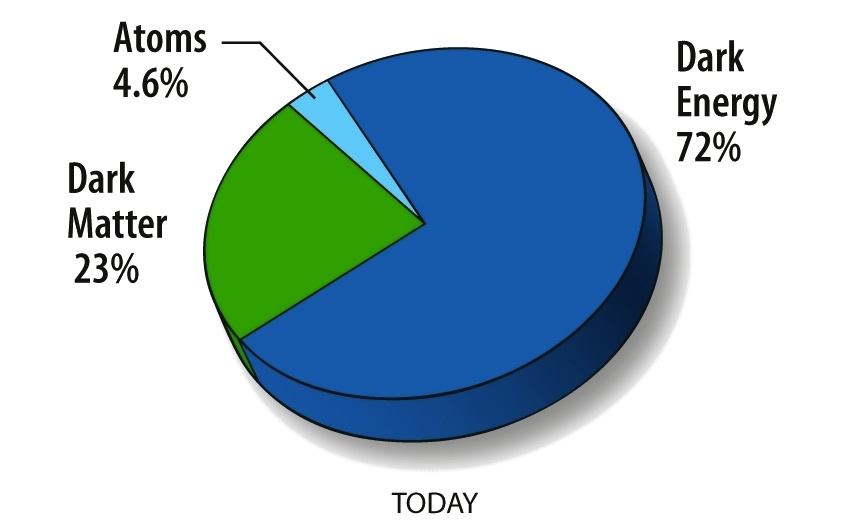 Atoms
4.6%
Dark
Energy
72%
Dark
Matter
23%
TODAY